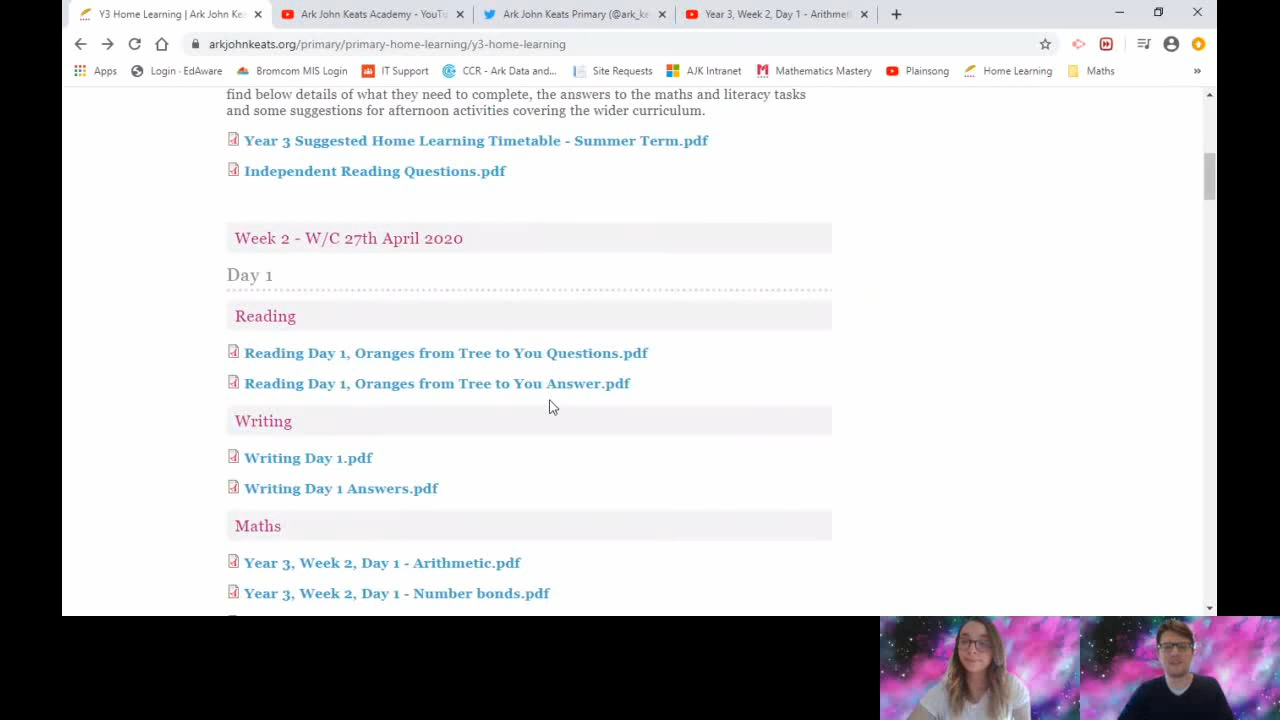 Y3 Home Learning | Ark John Kea
Ark John Keats Academy - YouTu
Ark John Keats Primary (@ark_ke
Year 3, Week 2, Day 1 - Arithmeti
arkjohnkeats.org/primary/primary-home-learning/y3-home-learning
Apps Login · EdAware Bromcom MIS Login IT Support CCR - Ark Data and... Site Requests AJK Intranet Mathematics Mastery Plainsong Home Learning Maths »
find below details of what they need to complete, the answers to the maths and literacy tasks
and some suggestions for afternoon activities covering the wider curriculum.
Year 3 Suggested Home Learning Timetable - Summer Term.pdf
Independent Reading Questions.pdf
Week 2 - W/C 27th April 2020
Day 1
Reading
Reading Day 1, Oranges from Tree to You Questions.pdf
Reading Day 1, Oranges from Tree to You Answer.pdf
Writing
Writing Day 1.pdf
Writing Day 1 Answers.pdf
Maths
Year 3, Week 2, Day 1 - Arithmetic.pdf
Year 3, Week 2, Day 1 - Number bonds.pdf